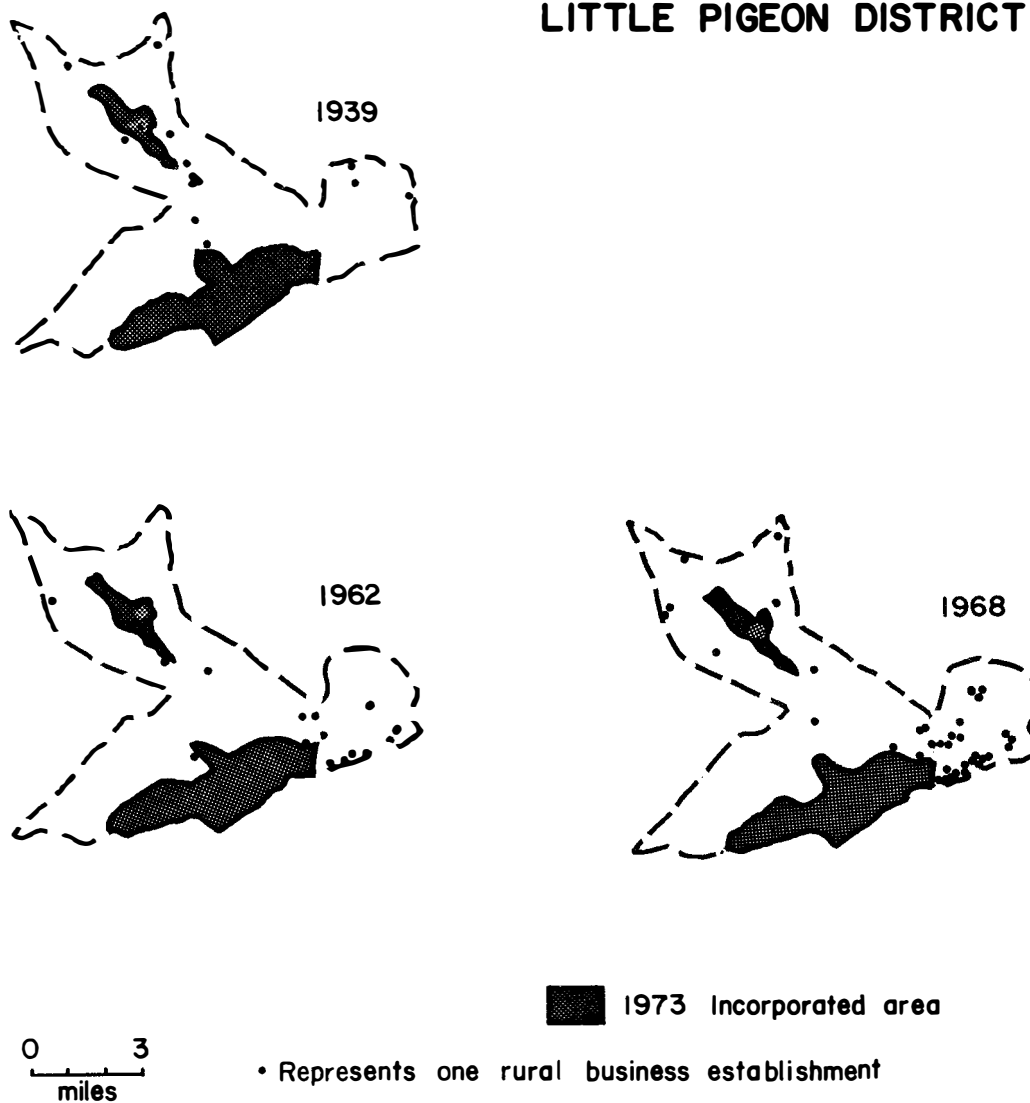 LITTLE PIGEON DISTRICT
1939
1962
1968
1973 Incorporated area
0 3
miles
• Represents one rural business establishment